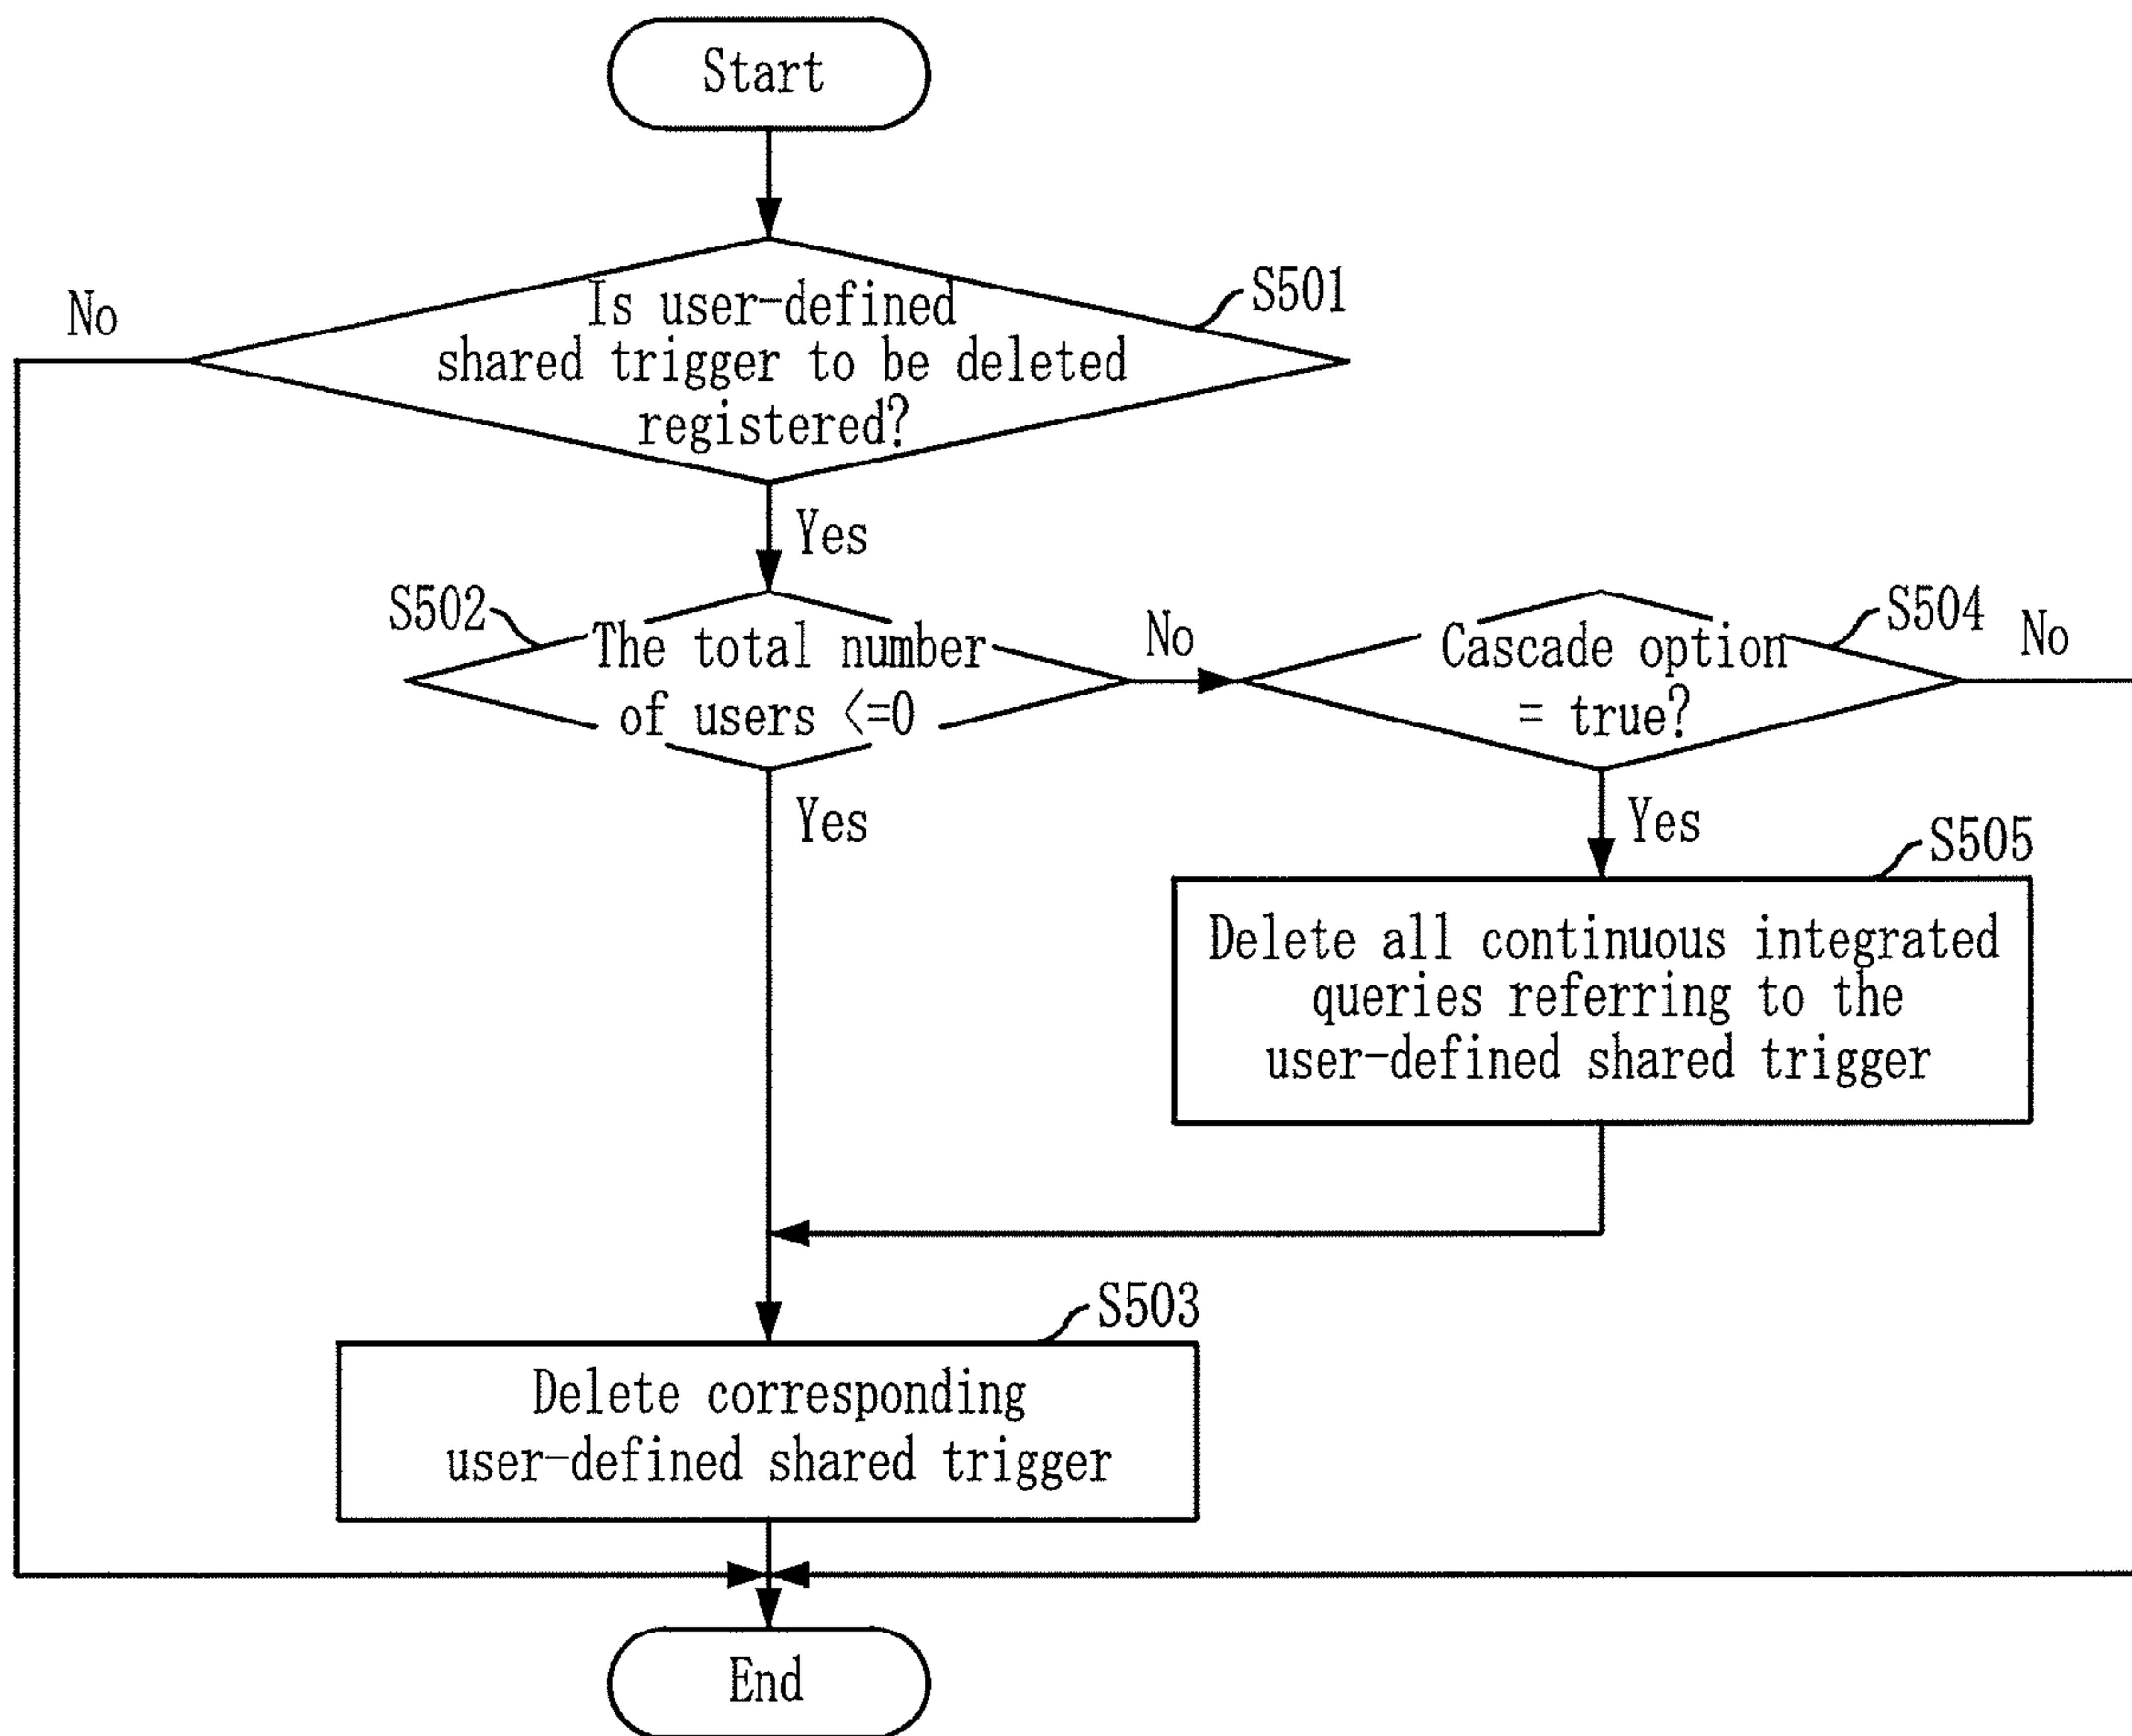 Start
No
S501
Is user-defined
shared trigger to be deleted
registered?
Yes
S502
The total number
of users <=0
No
S504
Cascade option
= true?
No
Yes
Yes
S505
Delete all continuous integrated
queries referring to the
user-defined shared trigger
S503
Delete corresponding
user-defined shared trigger
End